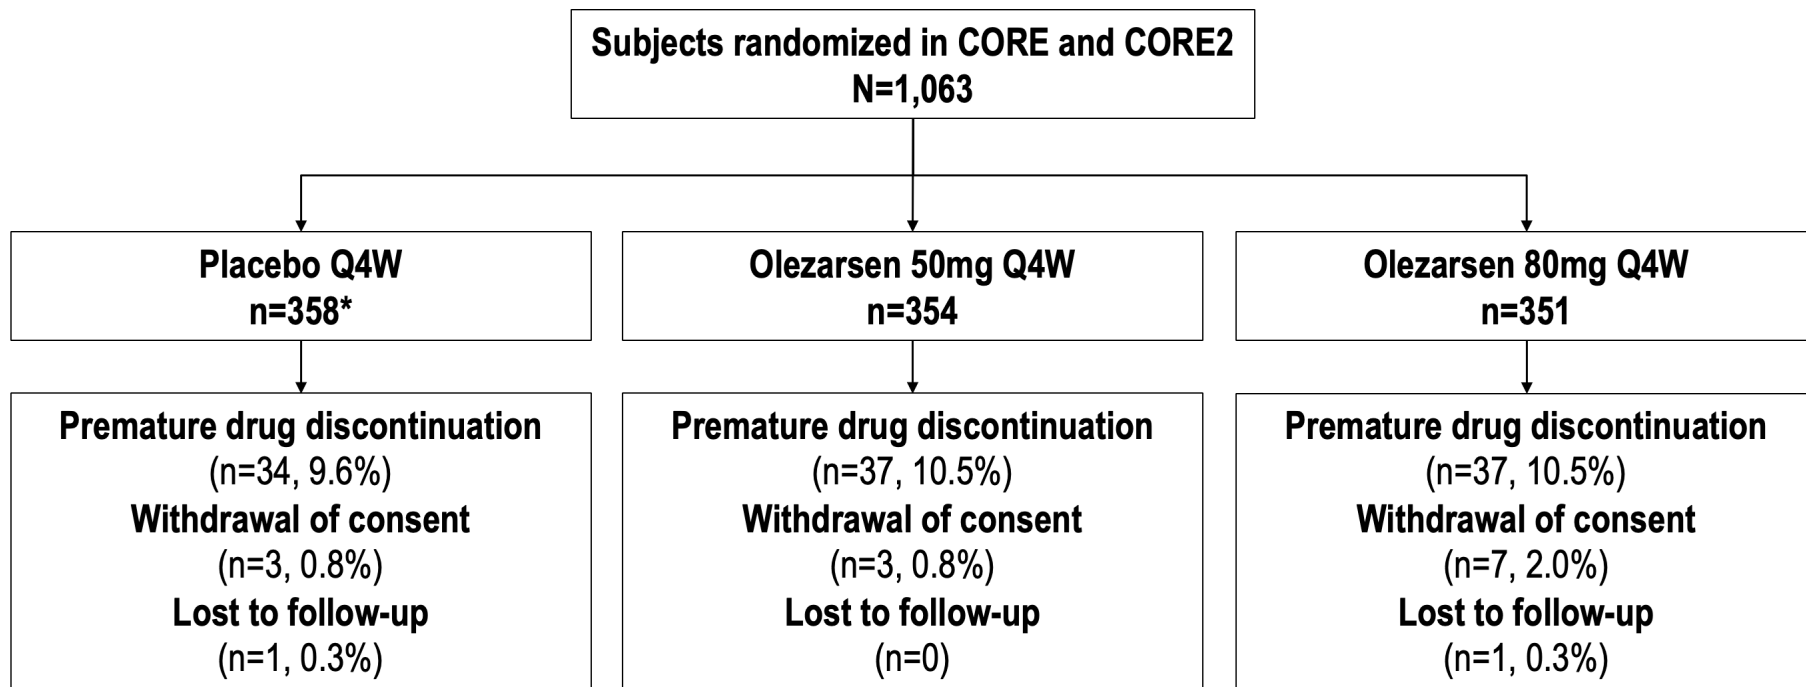 Subjects randomized in CORE and CORE2
N=1,063
Placebo Q4W
n=358*
Olezarsen 50mg Q4W
n=354
Olezarsen 80mg Q4W
n=351
Premature drug discontinuation
(n=34, 9.6%)
Withdrawal of consent
(n=3, 0.8%)
Lost to follow-up
(n=1, 0.3%)
Premature drug discontinuation
(n=37, 10.5%)
Withdrawal of consent
(n=3, 0.8%)
Lost to follow-up
(n=0)
Premature drug discontinuation
(n=37, 10.5%)
Withdrawal of consent
(n=7, 2.0%)
Lost to follow-up
(n=1, 0.3%)